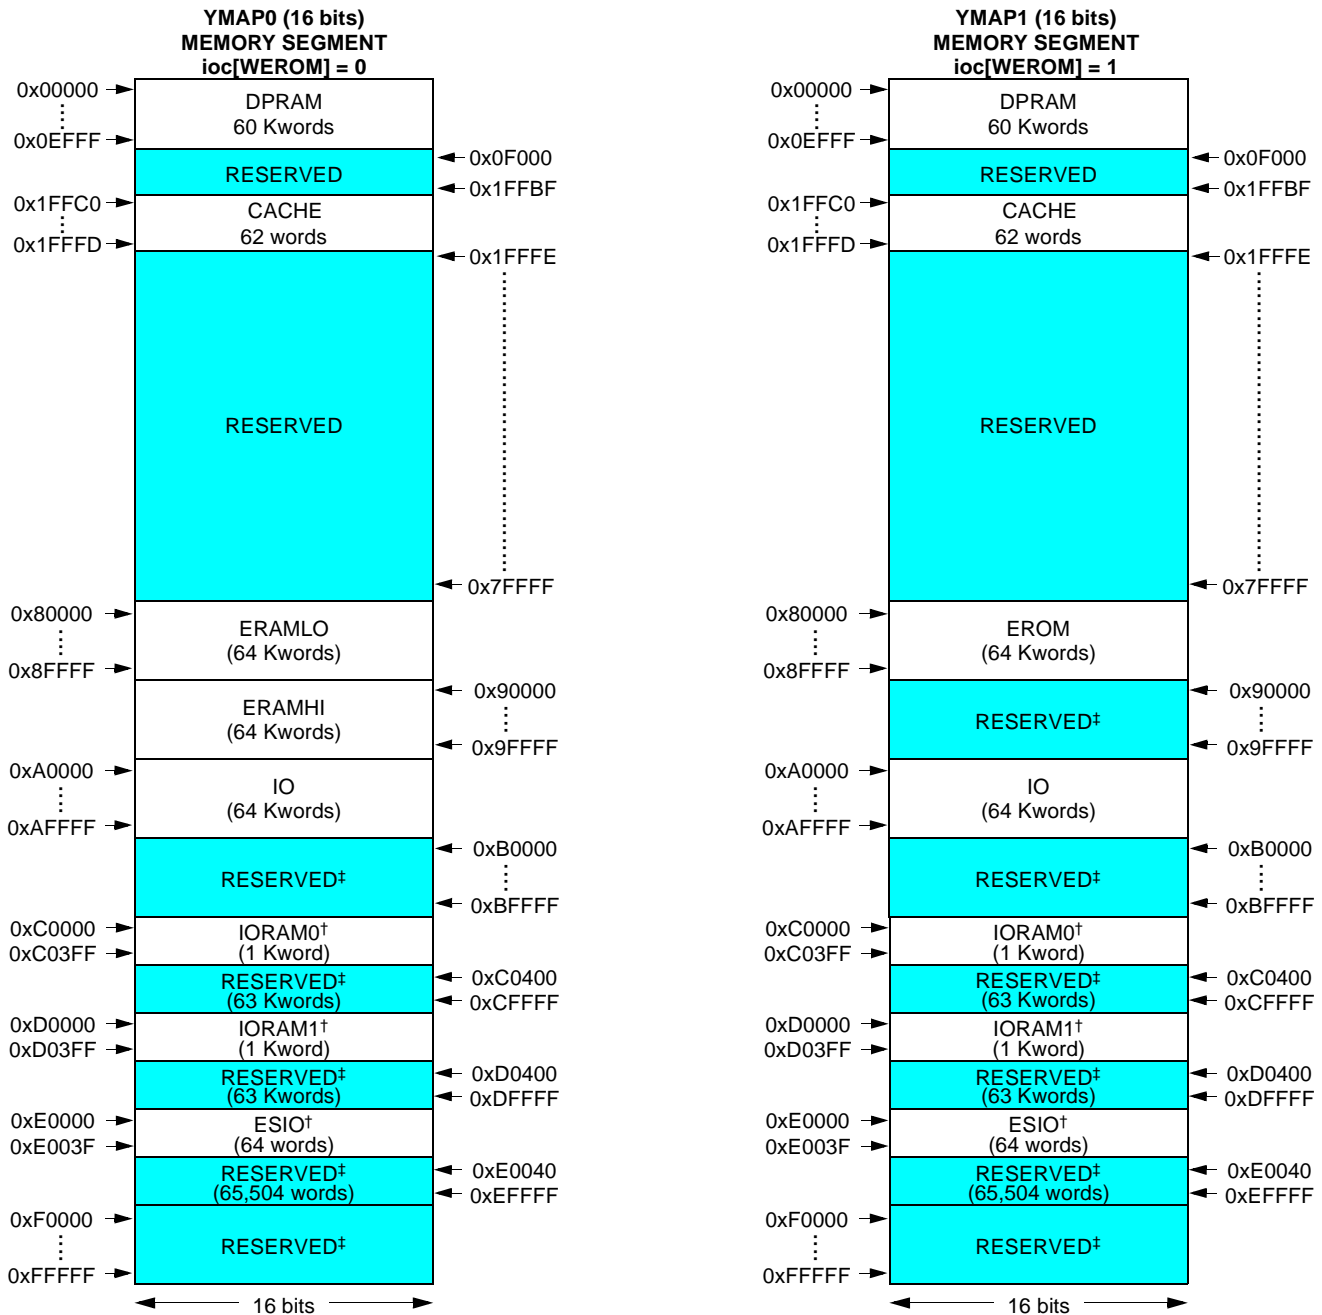 YMAP0 (16 bits)
MEMORY SEGMENT
ioc[WEROM] = 0
0x00000
0x0EFFF
DPRAM
60 Kwords
RESERVED
0x0F000
0x1FFBF
0x1FFC0
0x1FFFD
CACHE
62 words
0x1FFFE
RESERVED
0x7FFFF
0x80000
0x8FFFF
ERAMLO
(64 Kwords)
ERAMHI
(64 Kwords)
0x90000
0x9FFFF
0xA0000
0xAFFFF
IO
(64 Kwords)
RESERVED‡
0xB0000
0xBFFFF
0xC0000
0xC03FF
IORAM0†
(1 Kword)
RESERVED‡
(63 Kwords)
0xC0400
0xCFFFF
0xD0000
0xD03FF
IORAM1†
(1 Kword)
RESERVED‡
(63 Kwords)
0xD0400
0xDFFFF
0xE0000
0xE003F
ESIO†
(64 words)
RESERVED‡
(65,504 words)
0xE0040
0xEFFFF
0xF0000
0xFFFFF
RESERVED‡
16 bits
YMAP1 (16 bits)
MEMORY SEGMENT
ioc[WEROM] = 1
0x00000
0x0EFFF
DPRAM
60 Kwords
RESERVED
0x0F000
0x1FFBF
0x1FFC0
0x1FFFD
CACHE
62 words
0x1FFFE
RESERVED
0x7FFFF
0x80000
0x8FFFF
EROM
(64 Kwords)
RESERVED‡
0x90000
0x9FFFF
0xA0000
0xAFFFF
IO
(64 Kwords)
RESERVED‡
0xB0000
0xBFFFF
0xC0000
0xC03FF
IORAM0†
(1 Kword)
RESERVED‡
(63 Kwords)
0xC0400
0xCFFFF
0xD0000
0xD03FF
IORAM1†
(1 Kword)
RESERVED‡
(63 Kwords)
0xD0400
0xDFFFF
0xE0000
0xE003F
ESIO†
(64 words)
RESERVED‡
(65,504 words)
0xE0040
0xEFFFF
0xF0000
0xFFFFF
RESERVED‡
16 bits